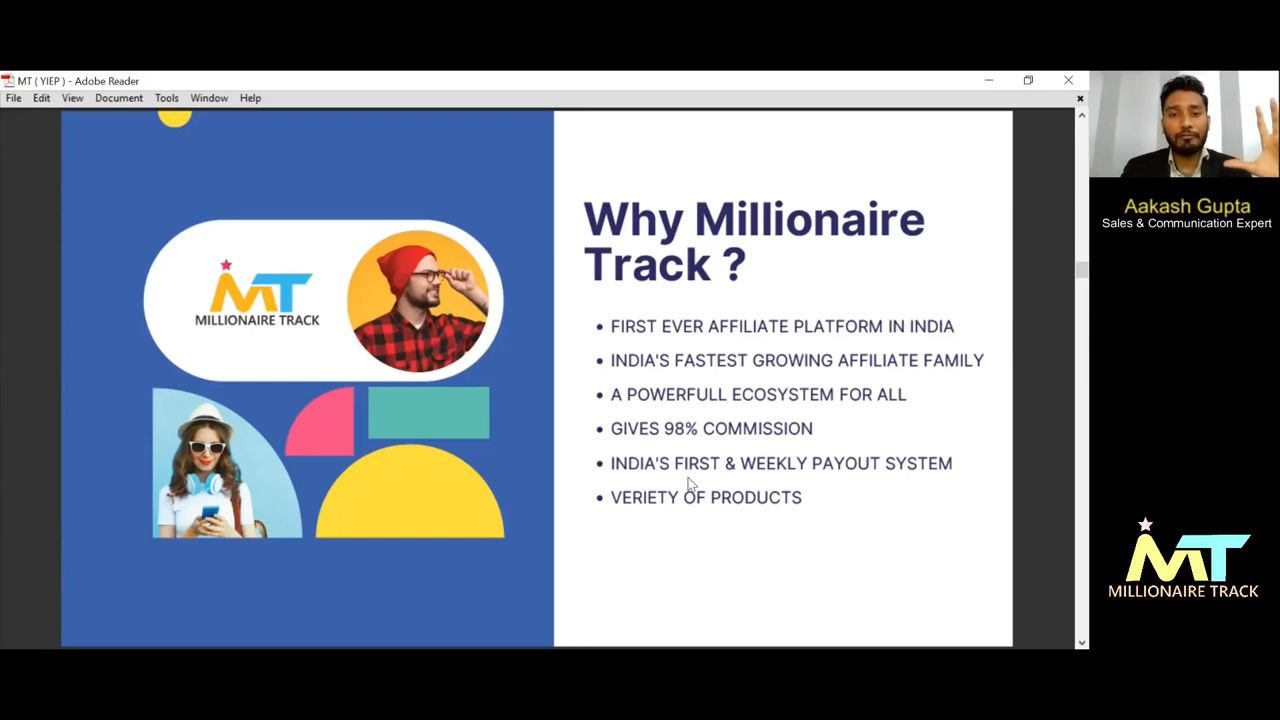 MT ( YIEP ) - Adobe Reader
File Edit View Document Tools Window Help
MT
MILLIONAIRE TRACK
Why Millionaire
Track ?
• FIRST EVER AFFILIATE PLATFORM IN INDIA
• INDIA'S FASTEST GROWING AFFILIATE FAMILY
• A POWERFULL ECOSYSTEM FOR ALL
• GIVES 98% COMMISSION
• INDIA'S FIRST & WEEKLY PAYOUT SYSTEM
• VERIETY OF PRODUCTS
Aakash Gupta
Sales & Communication Expert
MT
MILLIONAIRE TRACK